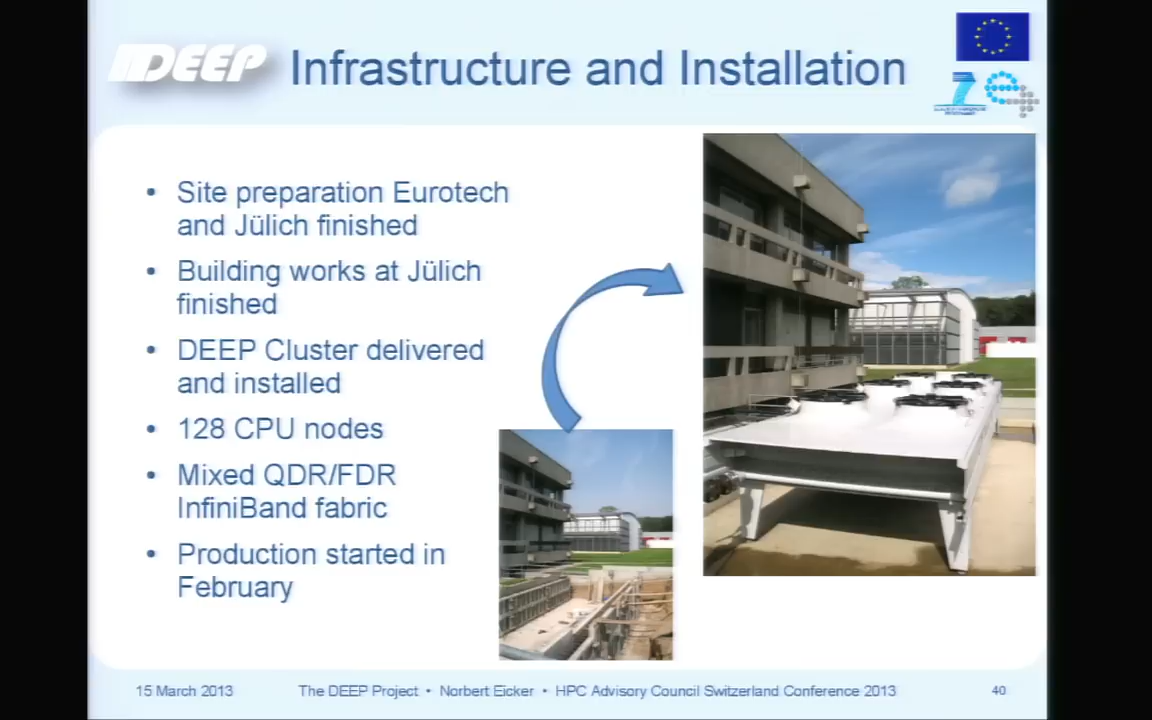 DEEP
Infrastructure and Installation
• Site preparation Eurotech
and Jülich finished
• Building works at Jülich
finished
• DEEP Cluster delivered
and installed
• 128 CPU nodes
• Mixed QDR/FDR
InfiniBand fabric
• Production started in
February
15 March 2013
The DEEP Project • Norbert Eicker • HPC Advisory Council Switzerland Conference 2013
40